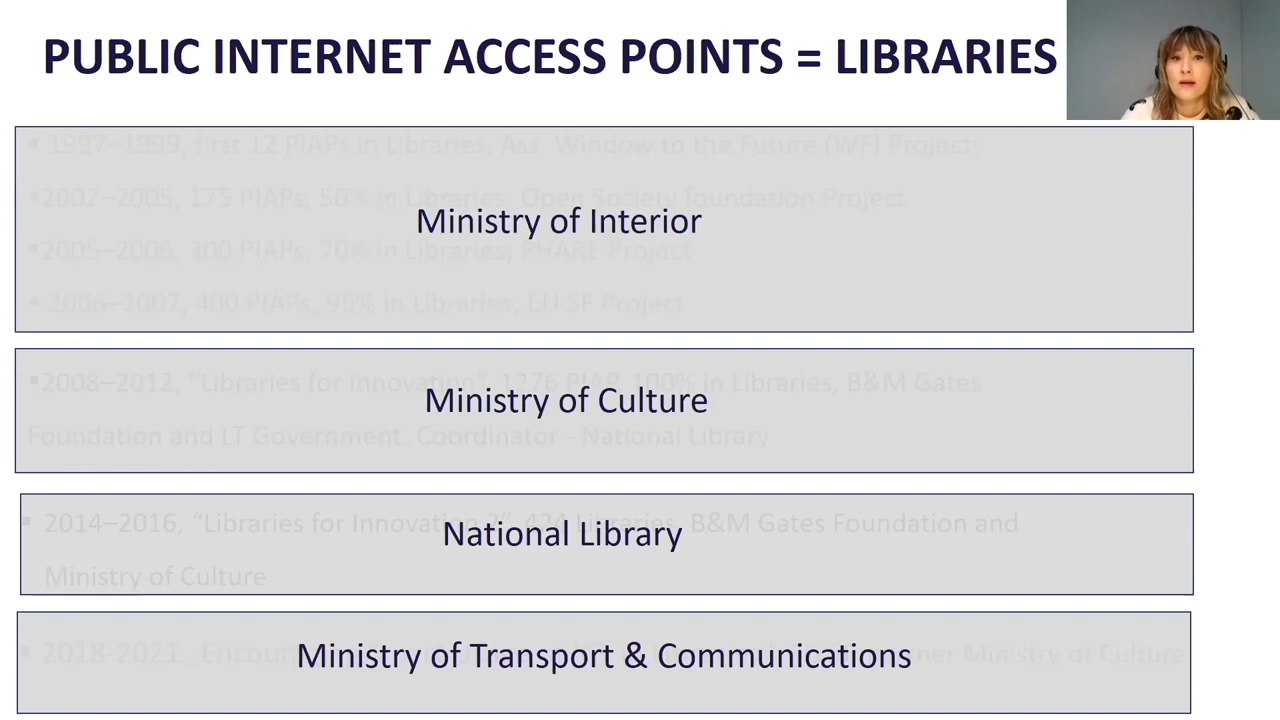 PUBLIC INTERNET ACCESS POINTS = LIBRARIES
▪ 1997–1999, first 12 PIAPs in Libraries, Ass. Window to the Future (WF) Project;
▪2002–2005, 175 PIAPs, 50% in Libraries; Open Society foundation Project
Ministry of Interior
▪2005–2006, 300 PIAPs, 70% in Libraries; PHARE Project
▪ 2006–2007, 400 PIAPs, 95% in Libraries; EU SF Project
▪2008–2012, “Libraries for Innovation”, 1276 PIAP, 100% in Libraries, B&M Gates
Ministry of Culture
Foundation and LT Government. Coordinator - National Library
▪ 2014–2016, “Libraries for Innovation 2”, 424 Libraries, B&M Gates Foundation and
National Library
Ministry of Culture
▪ 2018-2021 Ministry of Culture
Ministry of Transport & Communications